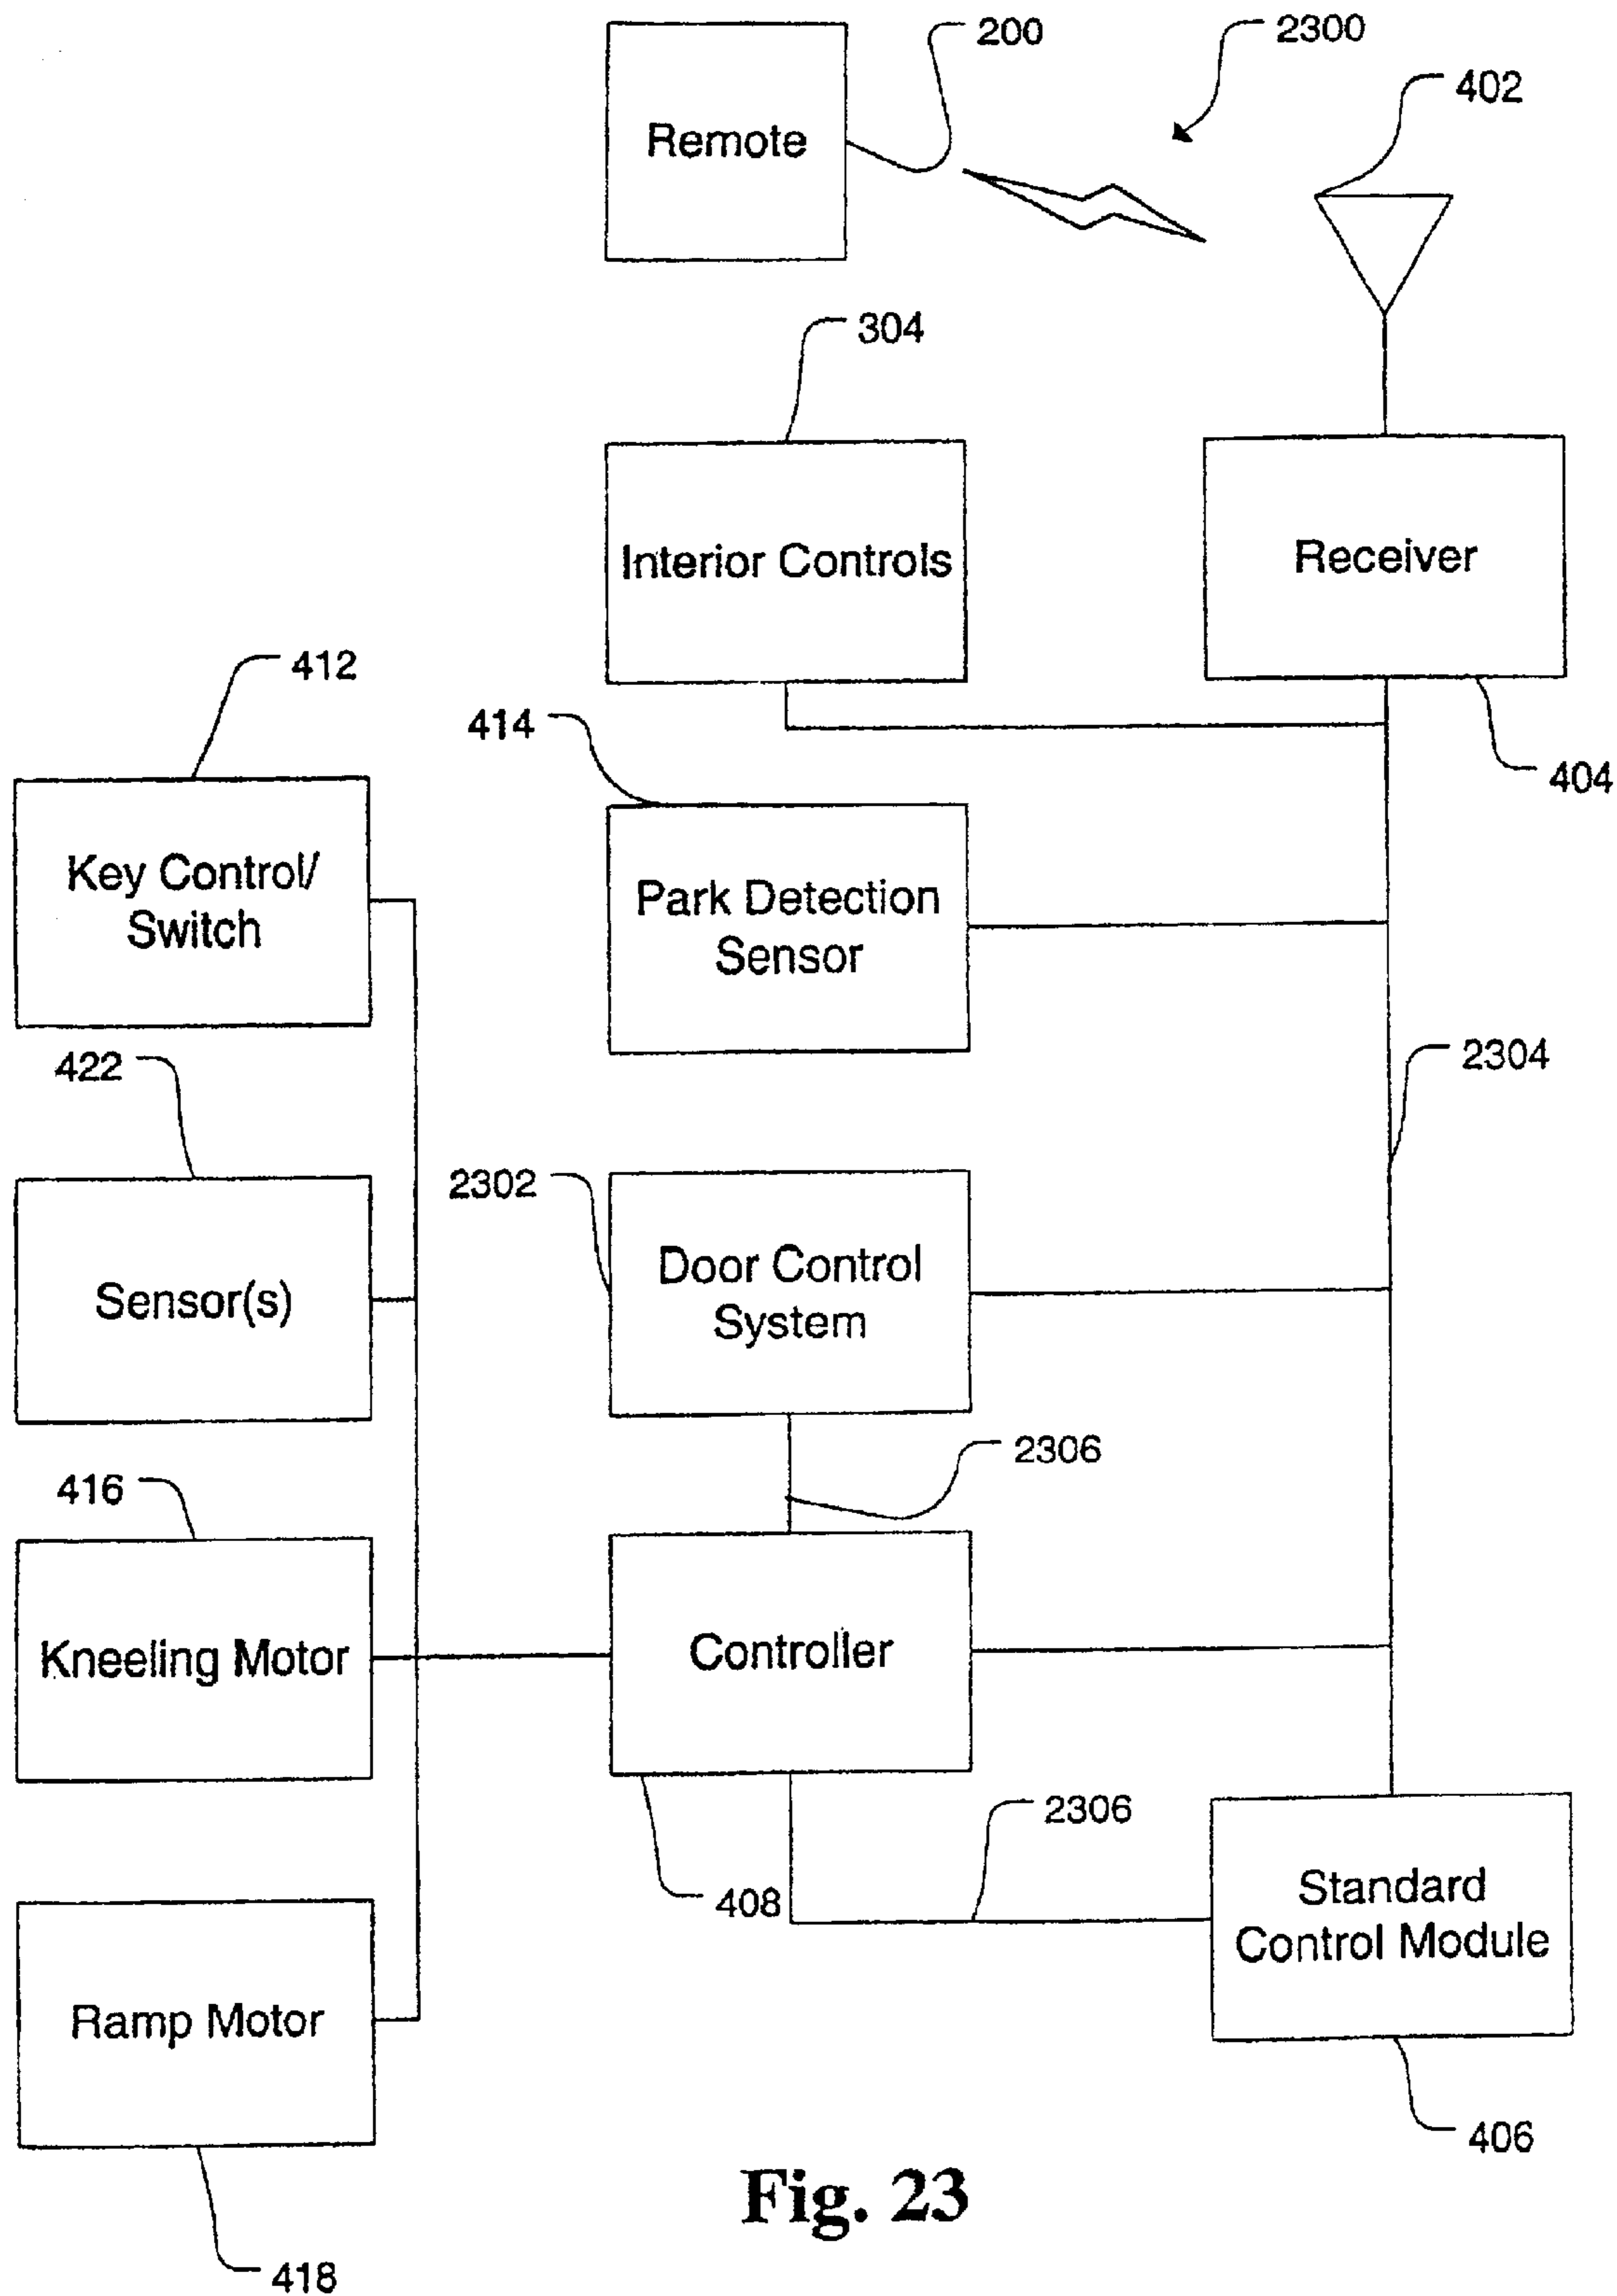 200
2300
402
Remote
304
Interior Controls
Receiver
412
414
404
Key Control/
Switch
Park Detection
Sensor
422
2304
2302
Sensor(s)
Door Control
System
416
2306
Kneeling Motor
Controller
2306
408
Standard
Control Module
Ramp Motor
406
418
Fig. 23